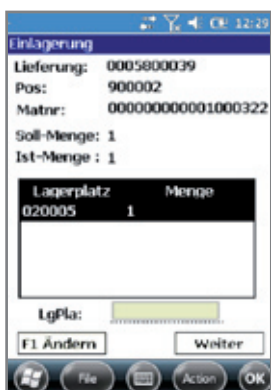 12:29
Einlagerung
Lieferung: 0005800039
Pos: 900002
Matnr: 000000000001000322
Soll-Menge: 1
Ist-Menge : 1
Lagerplatz Menge
020005 1
LgPla:
F1 Ändern Weiter
File Action OK